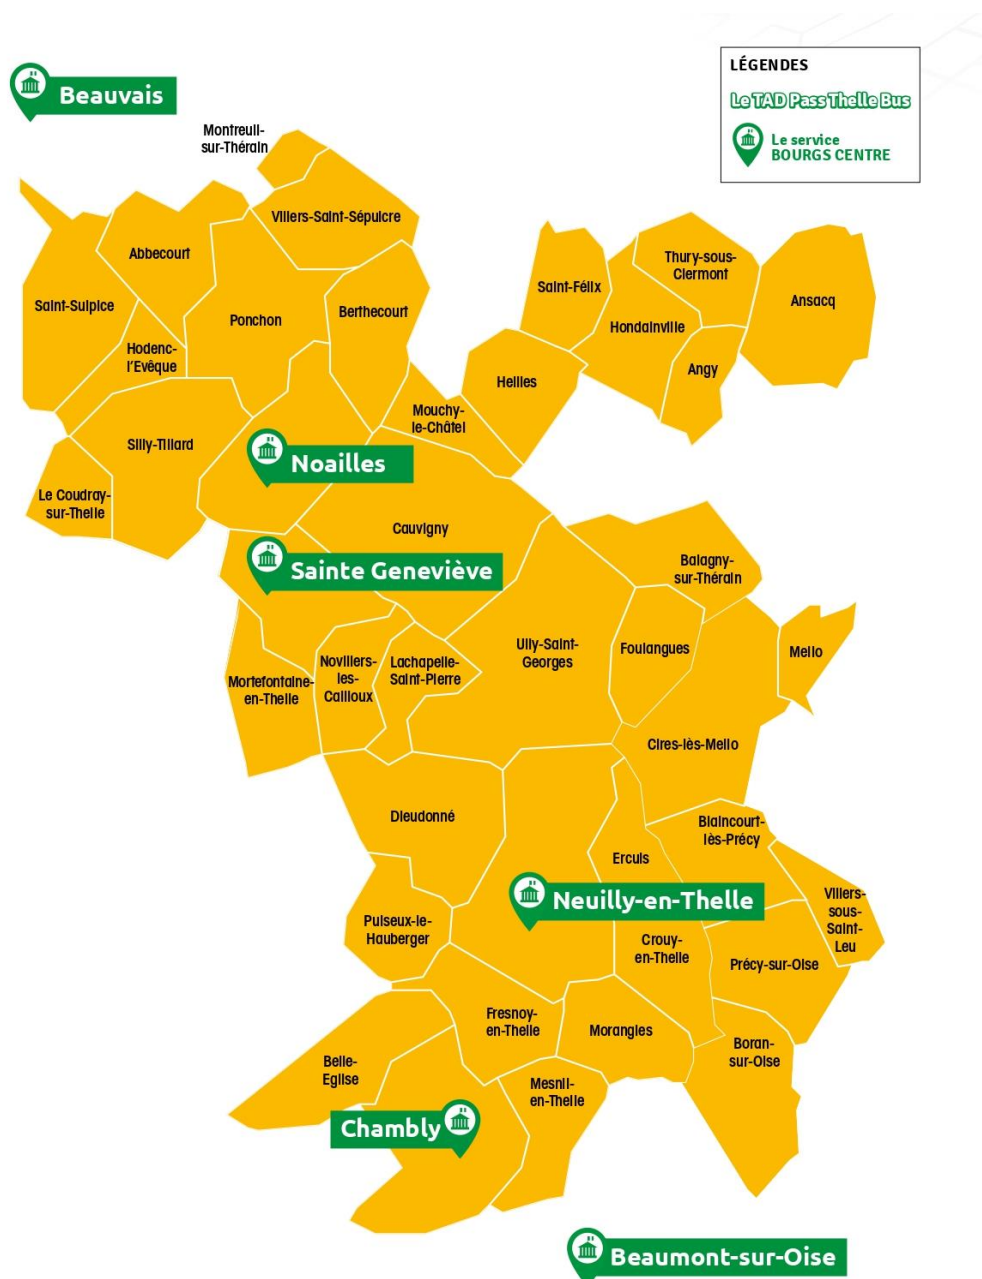 LÉGENDES
Le TAD Pass Thelle Bus
Le service
BOURGS CENTRE
Beauvais
Montreuil-
sur-Thérain
Villers-Saint-Sépulcre
Abbecourt
Saint-Sulpice
Ponchon
Berthecourt
Hodenc-
l'Evêque
Saint-Félix
Thury-sous-
Clermont
Ansacq
Hondainville
Angy
Heilles
Mouchy-
le-Châtel
Silly-Tillard
Noailles
Le Coudray-
sur-Thelle
Cauvigny
Sainte Geneviève
Balagny-
sur-Thérain
Ully-Saint-
Georges
Foulangues
Mello
Mortefontaine-
en-Thelle
Novillers-
les-
Cailloux
Lachapelle-
Saint-Pierre
Cires-lès-Mello
Dieudonné
Blaincourt-
lès-Précy
Ercuis
Neuilly-en-Thelle
Villers-
sous-
Saint-
Leu
Puiseux-le-
Hauberger
Crouy-
en-Thelle
Précy-sur-Oise
Fresnoy-
en-Thelle
Morangles
Boran-
sur-Oise
Belle-
Eglise
Mesnil-
en-Thelle
Chambly
Beaumont-sur-Oise